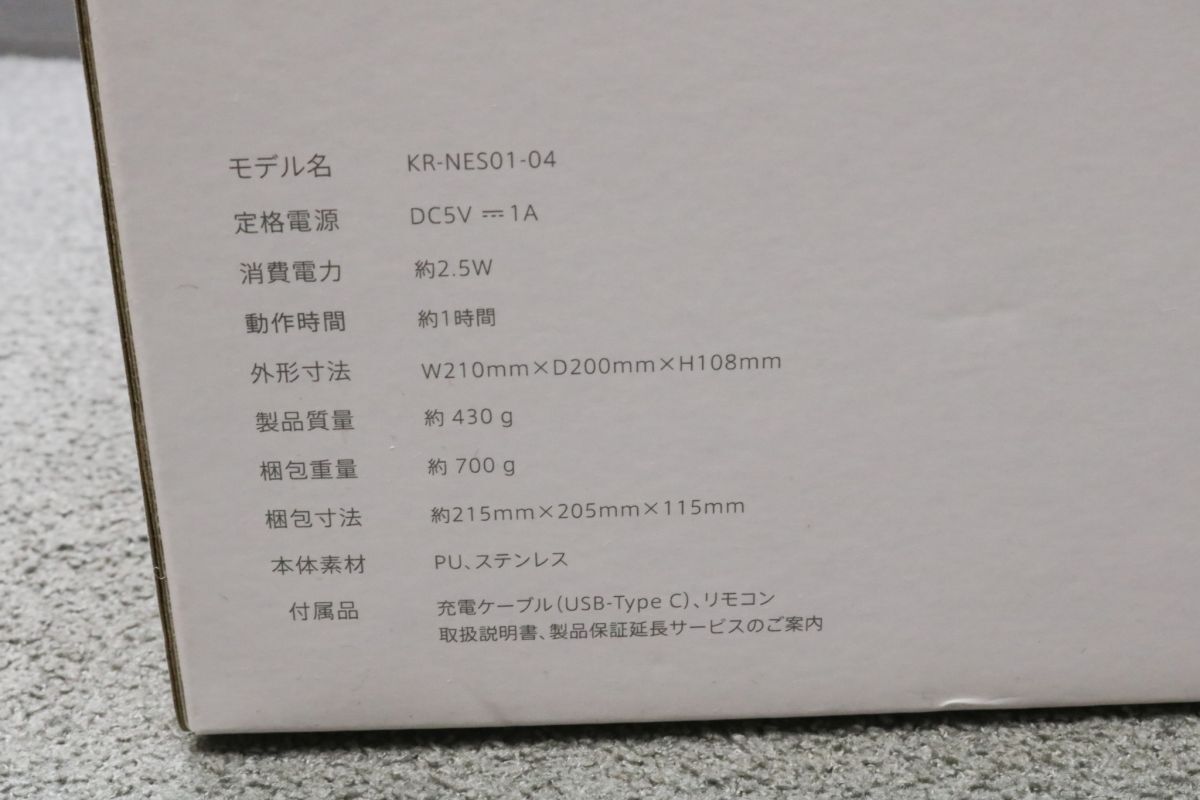 モデル名 KR-NES01-04
定格電源 DC5V ⎓ 1A
消費電力 約2.5W
動作時間 約1時間
外形寸法 W210mm×D200mm×H108mm
製品質量 約 430 g
梱包重量 約 700 g
梱包寸法 約215mm×205mm×115mm
本体素材 PU、ステンレス
付属品 充電ケーブル(USB-Type C)、リモコン
取扱説明書、製品保証延長サービスのご案内